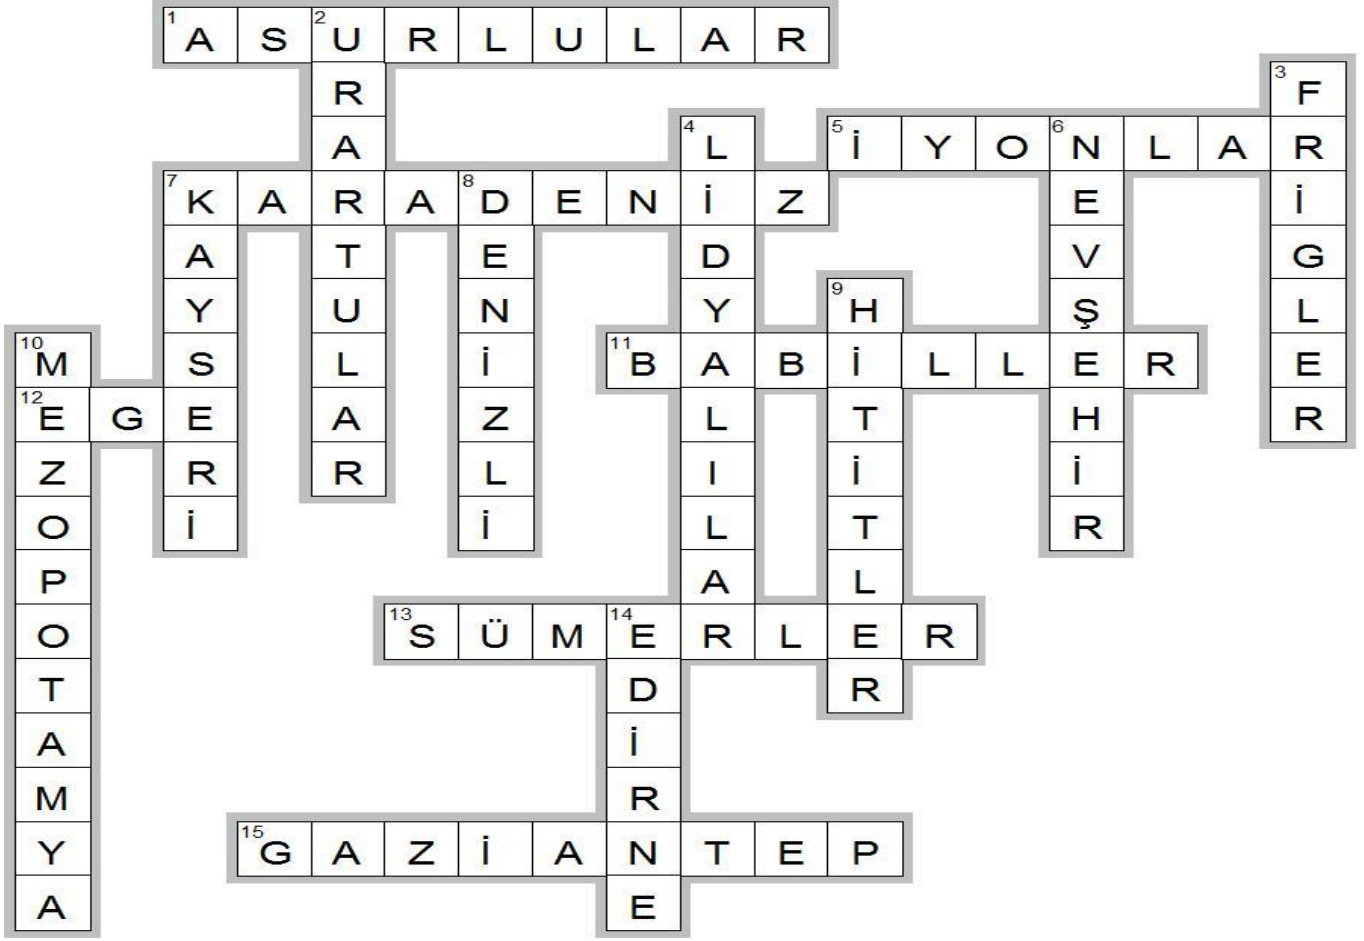 1 ASURLULAR
2 URARTULAR
3 FRİGLER
4 LİDYALILAR
5 İYONLAR
6 NEVŞEHİR
7 KARADENİZ
KAYSERİ
8 DENİZLİ
9 HİTİTLER
10 MEZOPOTAMYA
11 BABİLLER
12 EGE
13 SÜMERLER
14 EDİRNE
15 GAZİANTEP